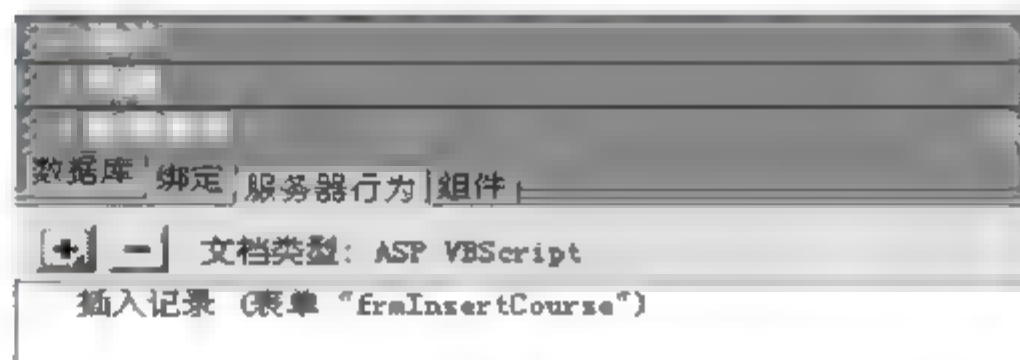 数据库 绑定 服务器行为 组件
文档类型: ASP VBScript
插入记录 (表单 "frmInsertCourse")